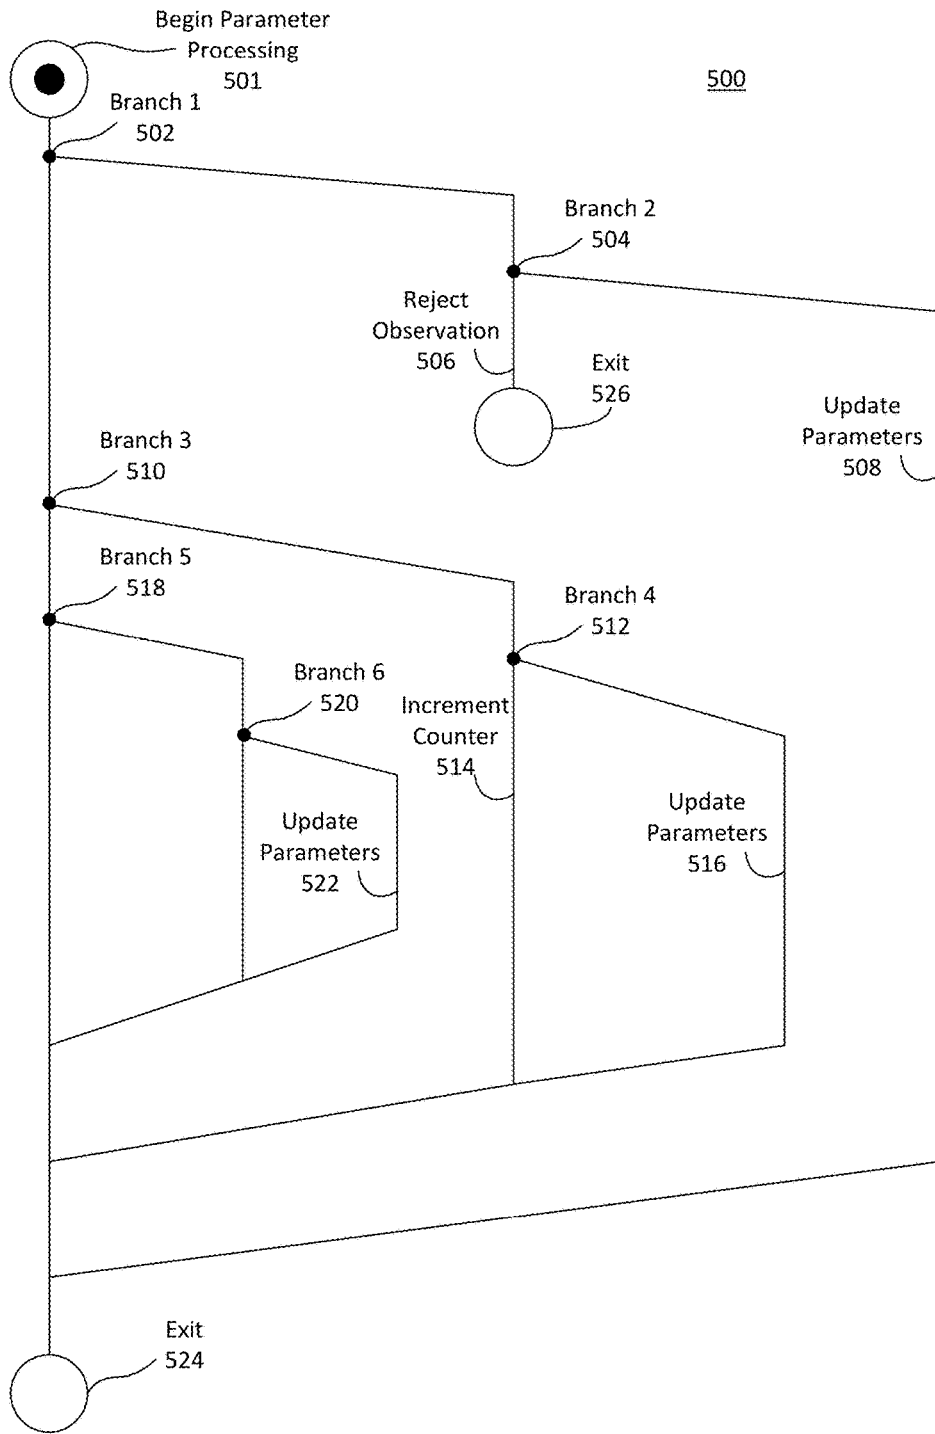 Begin Parameter
Processing
501
500
Branch 1
502
Branch 2
504
Reject
Observation
506
Exit
526
Update
Parameters
508
Branch 3
510
Branch 5
518
Branch 4
512
Branch 6
520
Increment
Counter
514
Update
Parameters
516
Update
Parameters
522
Exit
524